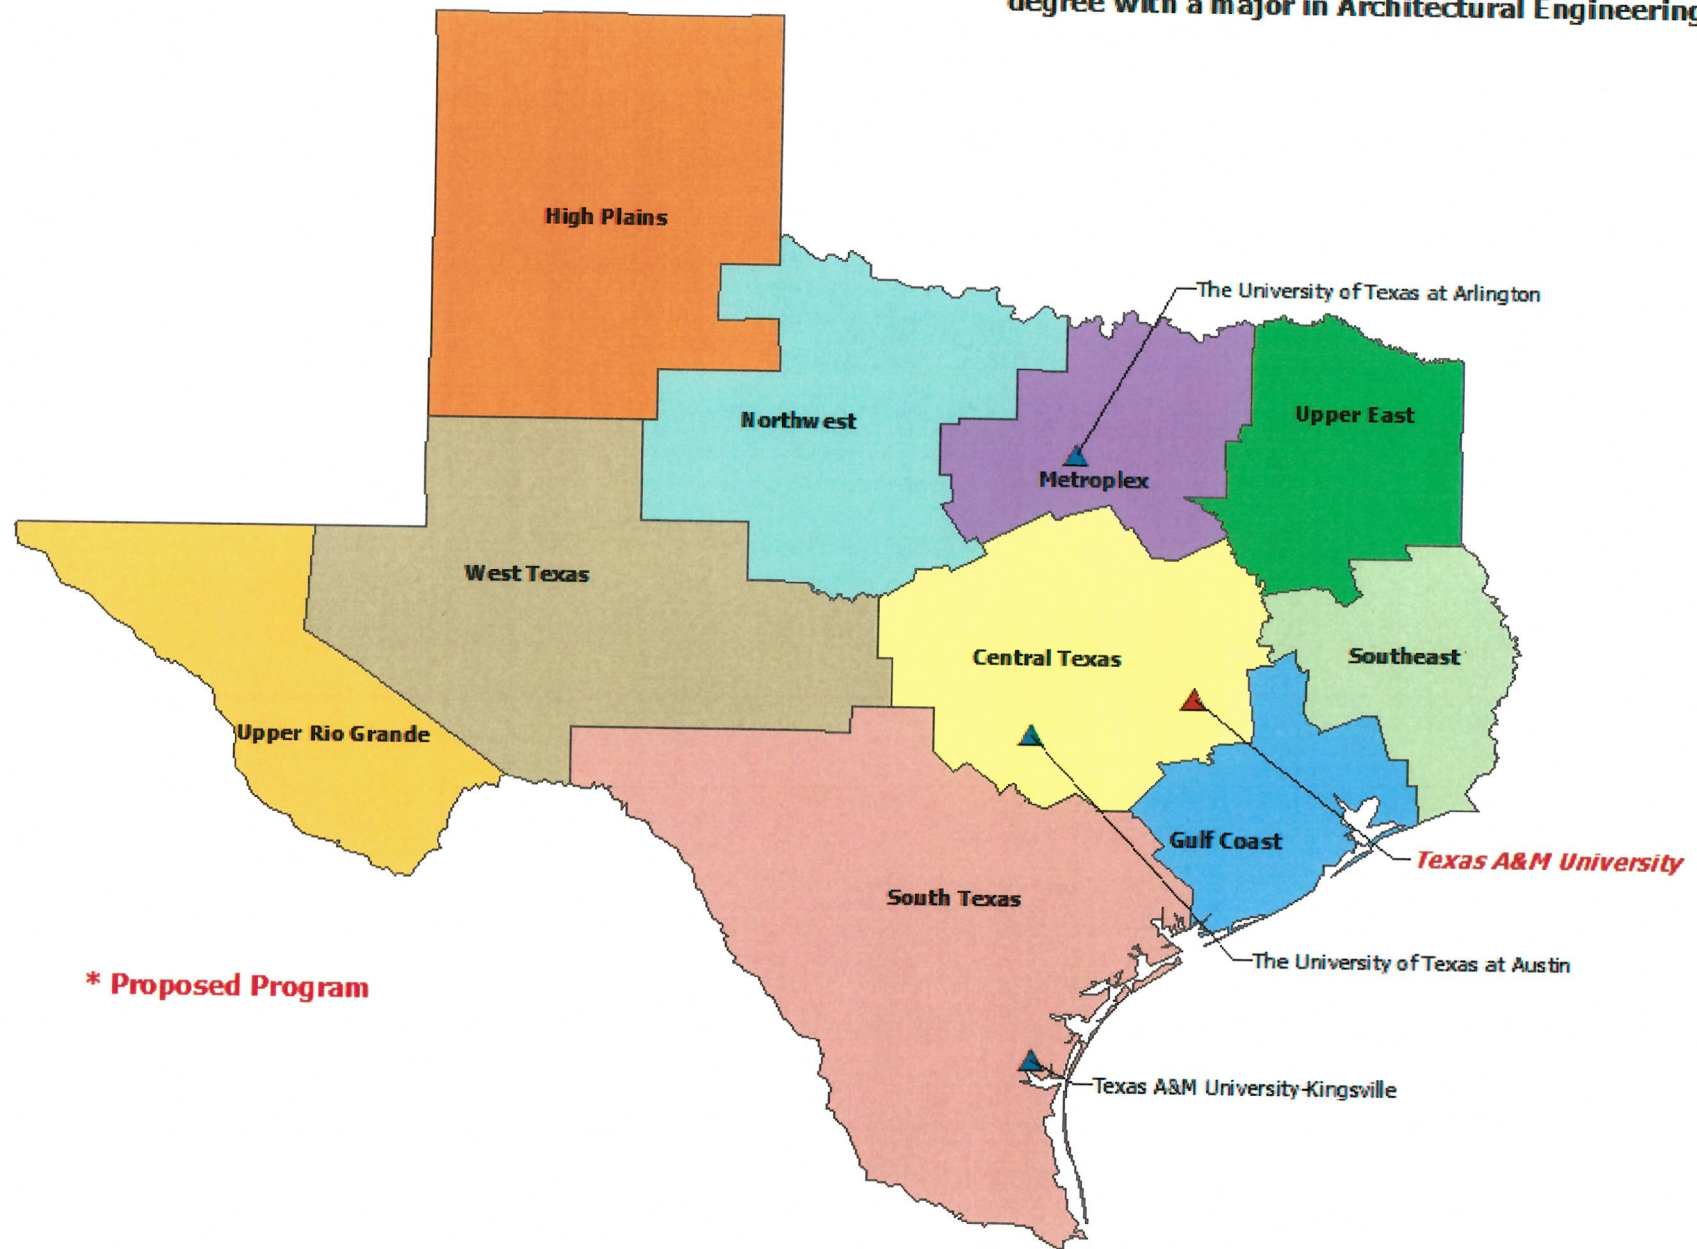 degree with a major in Architectural Engineering
High Plains
The University of Texas at Arlington
Upper East
Northwest
Metroplex
West Texas
Central Texas
Southeast
Upper Rio Grande
Gulf Coast
Texas A&M University
South Texas
The University of Texas at Austin
* Proposed Program
Texas A&M University-Kingsville